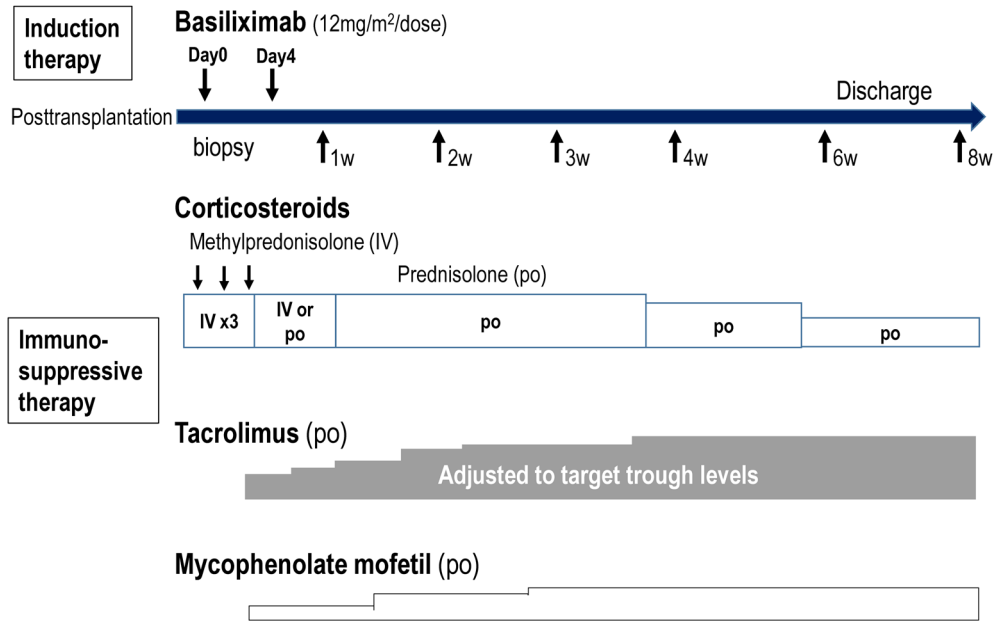 Induction
therapy
Basiliximab (12mg/m²/dose)
Day0 Day4
Discharge
Posttransplantation
biopsy
1w 2w 3w 4w 6w 8w
Corticosteroids
Methylpredonisolone (IV)
Prednisolone (po)
IV x3
IV or
po
po
po
po
Immuno-
suppressive
therapy
Tacrolimus (po)
Adjusted to target trough levels
Mycophenolate mofetil (po)